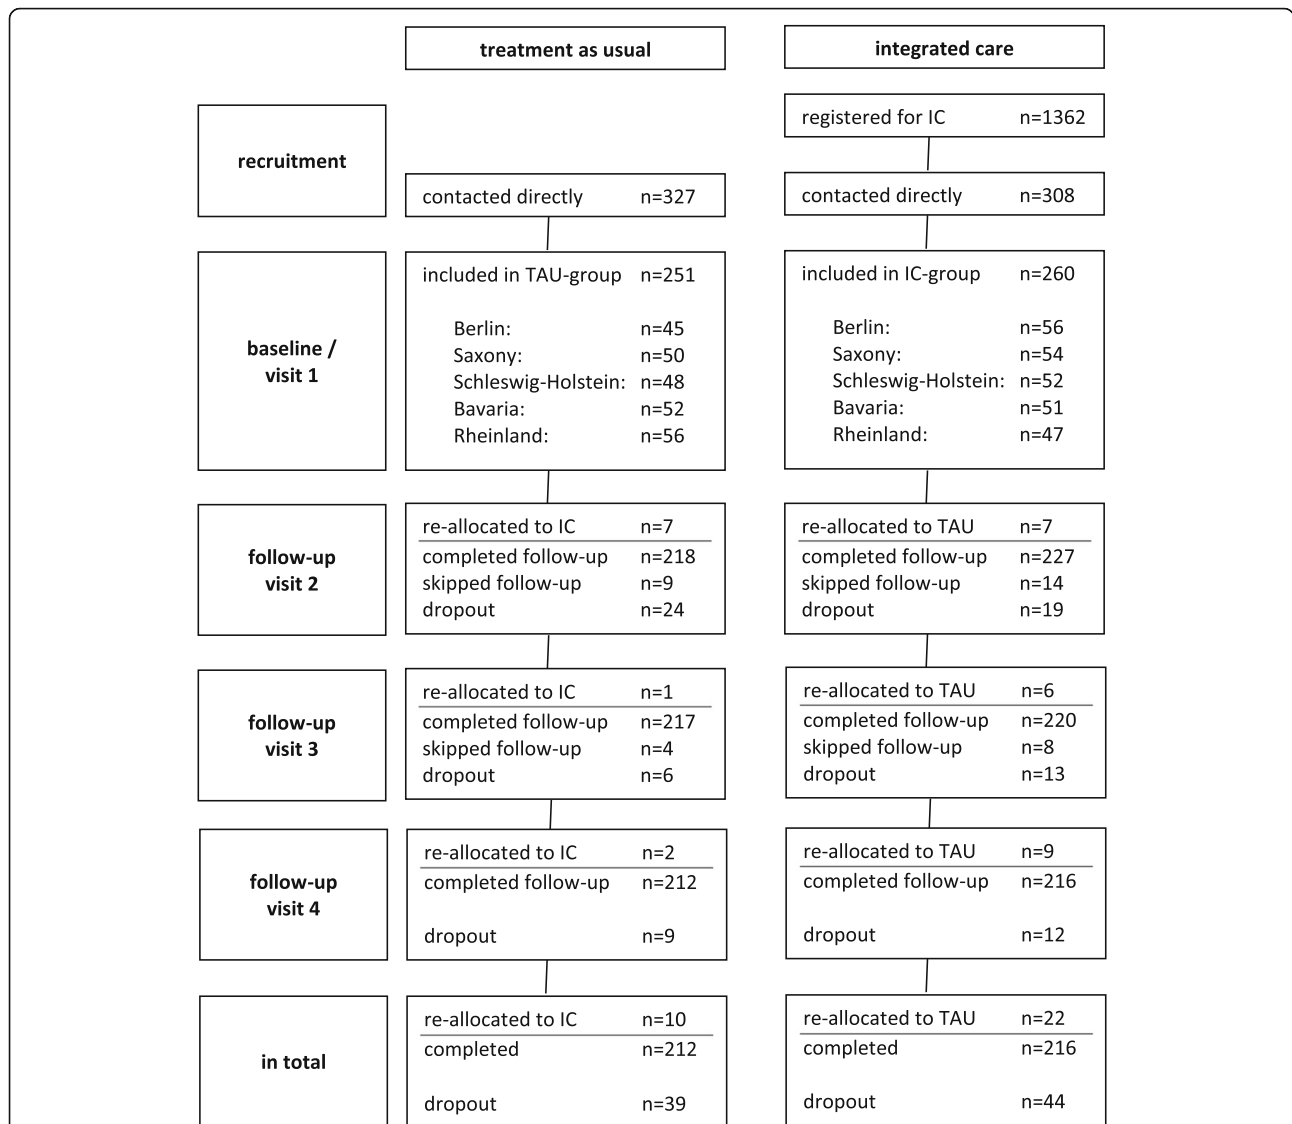 treatment as usual
integrated care
recruitment
registered for IC n=1362
contacted directly n=327
contacted directly n=308
baseline /
visit 1
included in TAU-group n=251
Berlin: n=45
Saxony: n=50
Schleswig-Holstein: n=48
Bavaria: n=52
Rheinland: n=56
included in IC-group n=260
Berlin: n=56
Saxony: n=54
Schleswig-Holstein: n=52
Bavaria: n=51
Rheinland: n=47
follow-up
visit 2
re-allocated to IC n=7
completed follow-up n=218
skipped follow-up n=9
dropout n=24
re-allocated to TAU n=7
completed follow-up n=227
skipped follow-up n=14
dropout n=19
follow-up
visit 3
re-allocated to IC n=1
completed follow-up n=217
skipped follow-up n=4
dropout n=6
re-allocated to TAU n=6
completed follow-up n=220
skipped follow-up n=8
dropout n=13
follow-up
visit 4
re-allocated to IC n=2
completed follow-up n=212
dropout n=9
re-allocated to TAU n=9
completed follow-up n=216
dropout n=12
in total
re-allocated to IC n=10
completed n=212
dropout n=39
re-allocated to TAU n=22
completed n=216
dropout n=44